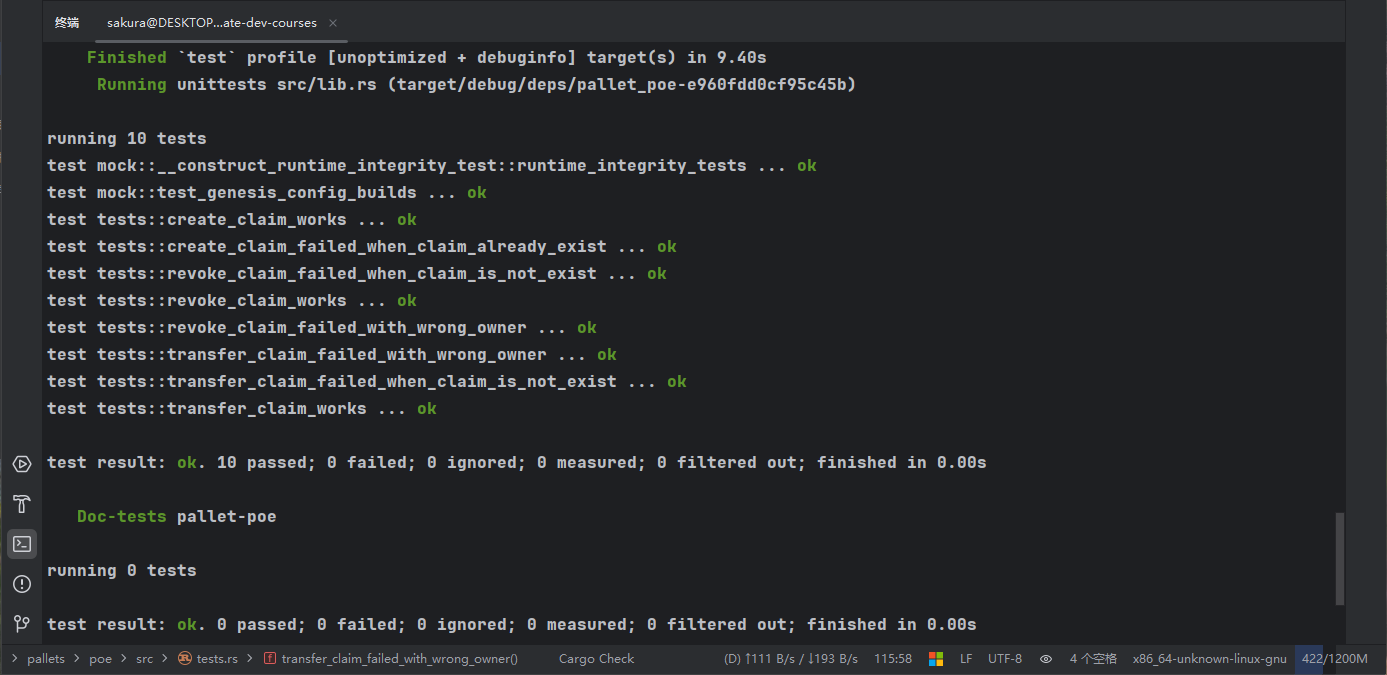 终端 sakura@DESKTOP...ate-dev-courses ×
Finished `test` profile [unoptimized + debuginfo] target(s) in 9.40s
Running unittests src/lib.rs (target/debug/deps/pallet_poe-e960fdd0cf95c45b)
running 10 tests
test mock::__construct_runtime_integrity_test::runtime_integrity_tests ... ok
test mock::test_genesis_config_builds ... ok
test tests::create_claim_works ... ok
test tests::create_claim_failed_when_claim_already_exist ... ok
test tests::revoke_claim_failed_when_claim_is_not_exist ... ok
test tests::revoke_claim_works ... ok
test tests::revoke_claim_failed_with_wrong_owner ... ok
test tests::transfer_claim_failed_with_wrong_owner ... ok
test tests::transfer_claim_failed_when_claim_is_not_exist ... ok
test tests::transfer_claim_works ... ok
test result: ok. 10 passed; 0 failed; 0 ignored; 0 measured; 0 filtered out; finished in 0.00s
Doc-tests pallet-poe
running 0 tests
test result: ok. 0 passed; 0 failed; 0 ignored; 0 measured; 0 filtered out; finished in 0.00s
> pallets > poe > src > tests.rs > f transfer_claim_failed_with_wrong_owner() Cargo Check (D) ↑111 B/s / ↓193 B/s 115:58 LF UTF-8 4 个空格 x86_64-unknown-linux-gnu 422/1200M